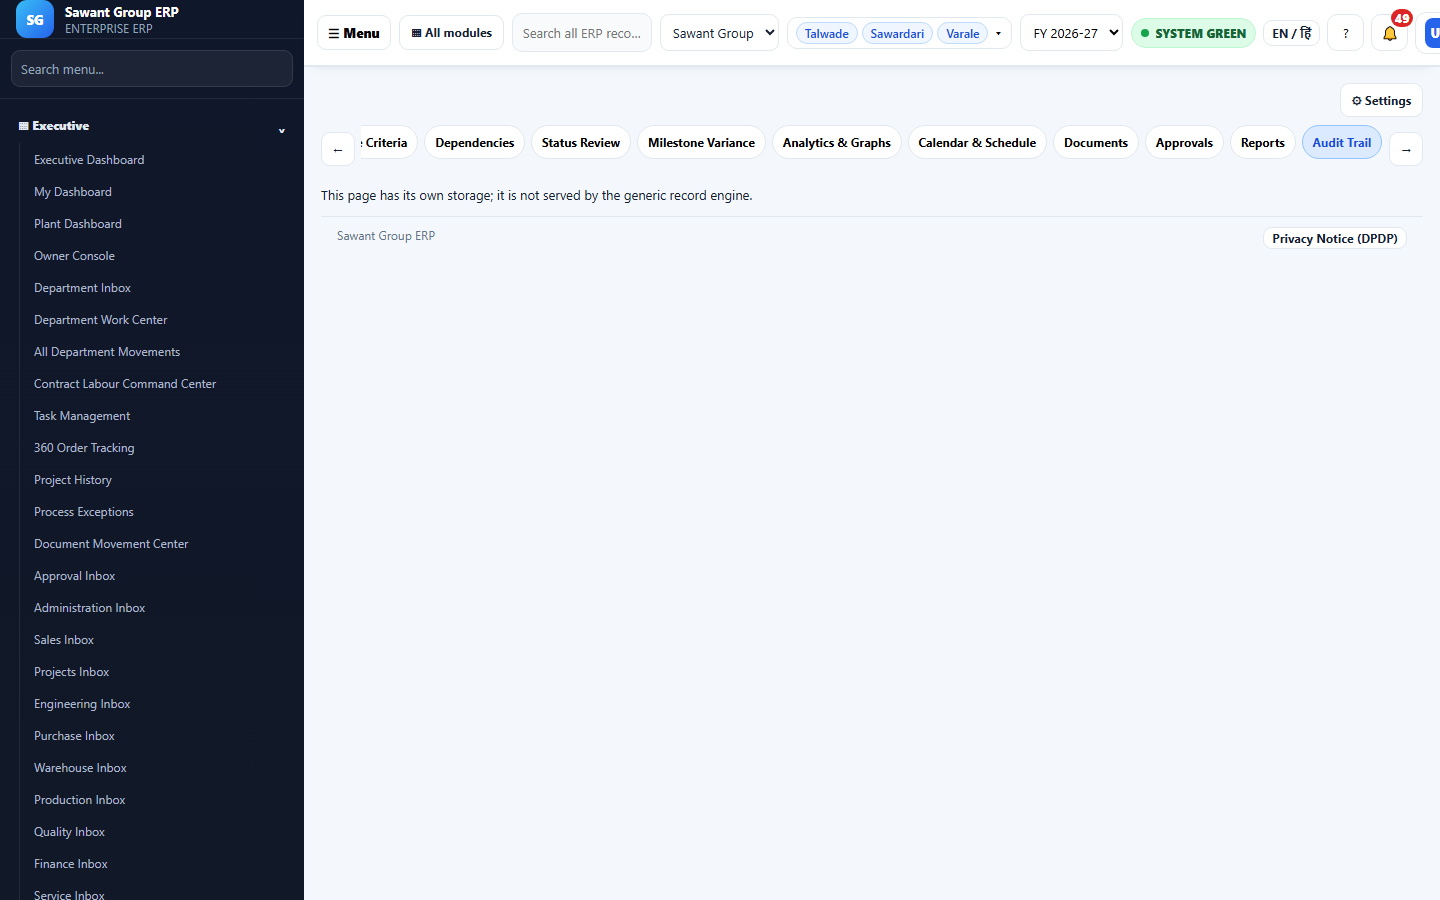 SG
Sawant Group ERP
ENTERPRISE ERP
Search menu...
Executive
Executive Dashboard
My Dashboard
Plant Dashboard
Owner Console
Department Inbox
Department Work Center
All Department Movements
Contract Labour Command Center
Task Management
360 Order Tracking
Project History
Process Exceptions
Document Movement Center
Approval Inbox
Administration Inbox
Sales Inbox
Projects Inbox
Engineering Inbox
Purchase Inbox
Warehouse Inbox
Production Inbox
Quality Inbox
Finance Inbox
Service Inbox
☰ Menu
All modules
Search all ERP reco...
Sawant Group
Talwade Sawardari Varale
FY 2026-27
SYSTEM GREEN
EN / हिं
?
49
U
⚙ Settings
←
Criteria
Dependencies
Status Review
Milestone Variance
Analytics & Graphs
Calendar & Schedule
Documents
Approvals
Reports
Audit Trail
→
This page has its own storage; it is not served by the generic record engine.
Sawant Group ERP
Privacy Notice (DPDP)